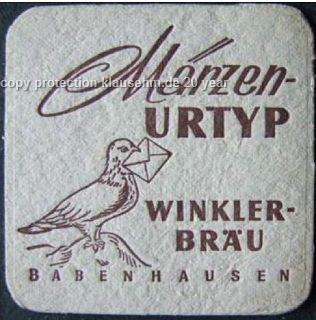 Märzen-
copy protection klausehm.de 20 year
URTYP
WINKLER-
BRÄU
BABENHAUSEN